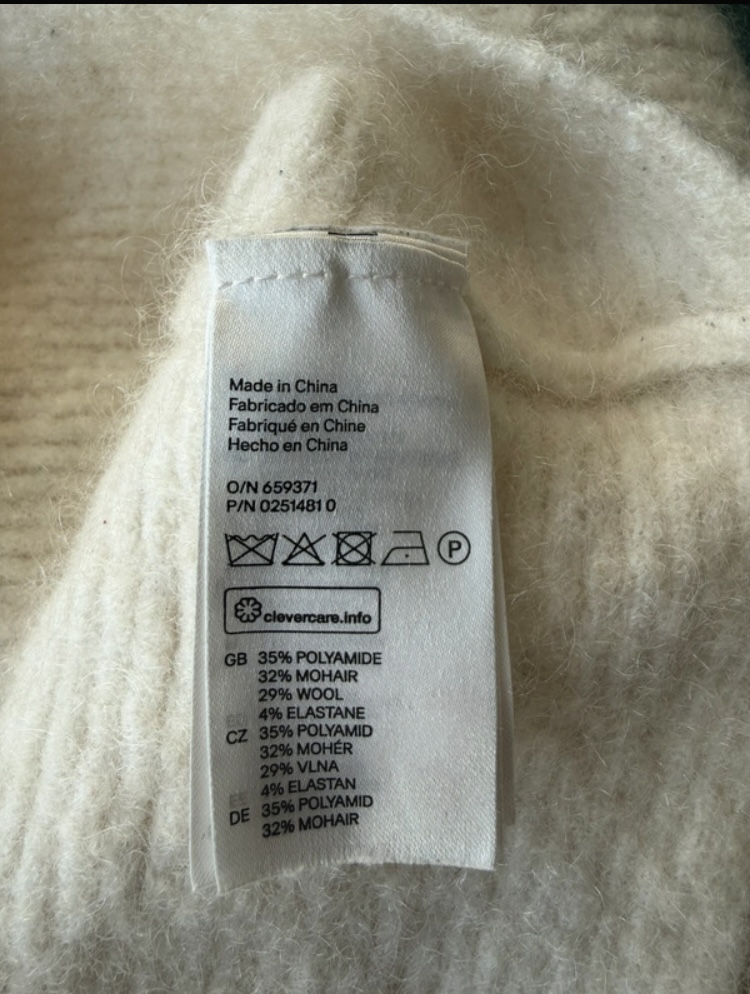 Made in China
Fabricado em China
Fabriqué en Chine
Hecho en China
O/N 659371
P/N 0251481 0
P
clevercare.info
GB 35% POLYAMIDE
32% MOHAIR
29% WOOL
4% ELASTANE
CZ 35% POLYAMID
32% MOHÉR
29% VLNA
4% ELASTAN
DE 35% POLYAMID
32% MOHAIR